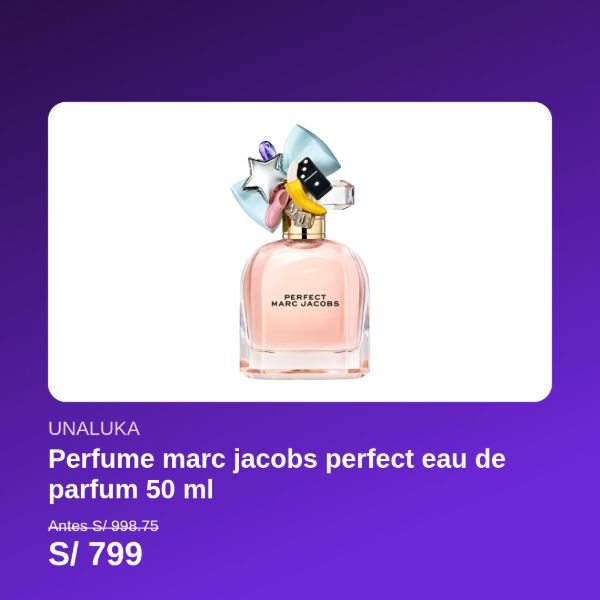 PERFECT
MARC JACOBS
UNALUKA
Perfume marc jacobs perfect eau de
parfum 50 ml
Antes S/ 998.75
S/ 799